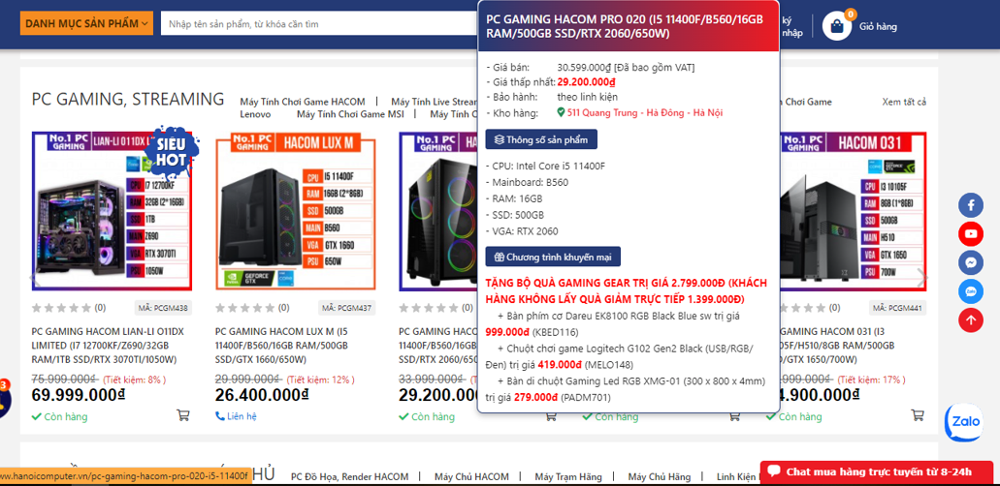 DANH MỤC SẢN PHẨM
Nhập tên sản phẩm, từ khóa cần tìm
ký
nhập
0
Giỏ hàng
PC GAMING, STREAMING
Máy Tính Chơi Game HACOM | Máy Tính Live Stream
Chơi Game
Xem tất cả
Lenovo Máy Tính Chơi Game MSI | Máy Tính
No.1 PC GAMING
LIAN-LI O11DX
SIÊU HOT
CPU I7 12700KF
RAM 32GB (2*16GB)
SSD 1TB
MAIN Z690
VGA RTX 3070TI
PSU 1050W
(0)
MÃ: PCGM438
PC GAMING HACOM LIAN-LI O11DX
LIMITED (I7 12700KF/Z690/32GB
RAM/1TB SSD/RTX 3070TI/1050W)
75.999.000₫ (Tiết kiệm: 8% )
69.999.000₫
Còn hàng
No.1 PC GAMING
HACOM LUX M
CPU I5 11400F
RAM 16GB (2*8GB)
SSD 500GB
MAIN B560
VGA GTX 1660
PSU 650W
GEFORCE GTX
(0)
MÃ: PCGM437
PC GAMING HACOM LUX M (I5
11400F/B560/16GB RAM/500GB
SSD/GTX 1660/650W)
29.999.000₫ (Tiết kiệm: 12% )
26.400.000₫
Liên hệ
No.1 PC GAMING
(0)
PC GAMING HACOM
11400F/B560/16GB
SSD/RTX 2060/650
33.999.000₫
29.200.000
Còn hàng
PC GAMING HACOM PRO 020 (I5 11400F/B560/16GB
RAM/500GB SSD/RTX 2060/650W)
- Giá bán: 30.599.000₫ [Đã bao gồm VAT]
- Giá thấp nhất: 29.200.000₫
- Bảo hành: theo linh kiện
- Kho hàng: 511 Quang Trung - Hà Đông - Hà Nội
Thông số sản phẩm
- CPU: Intel Core i5 11400F
- Mainboard: B560
- RAM: 16GB
- SSD: 500GB
- VGA: RTX 2060
Chương trình khuyến mại
TẶNG BỘ QUÀ GAMING GEAR TRỊ GIÁ 2.799.000Đ (KHÁCH
HÀNG KHÔNG LẤY QUÀ GIẢM TRỰC TIẾP 1.399.000Đ)
+ Bàn phím cơ Dareu EK8100 RGB Black Blue sw trị giá
999.000đ (KBED116)
+ Chuột chơi game Logitech G102 Gen2 Black (USB/RGB/
Đen) trị giá 419.000đ (MELO148)
+ Bàn di chuột Gaming Led RGB XMG-01 (300 x 800 x 4mm)
trị giá 279.000đ (PADM701)
Còn hàng
HACOM 031
CPU I3 10105F
RAM 8GB (1*8GB)
SSD 500GB
MAIN H510
VGA GTX 1650
PSU 700W
MÃ: PCGM441
HACOM 031 (I3
05F/H510/8GB RAM/500GB
GTX 1650/700W)
.999.000₫ (Tiết kiệm: 17% )
4.900.000₫
Còn hàng
3
Zalo
Zalo
HỦ
PC Đồ Họa, Render HACOM | Máy Chủ HACOM | Máy Trạm Hãng | Máy Chủ Hãng | Linh Kiện
ww.hanoicomputer.vn/pc-gaming-hacom-pro-020-i5-11400f
Chat mua hàng trực tuyến từ 8-24h